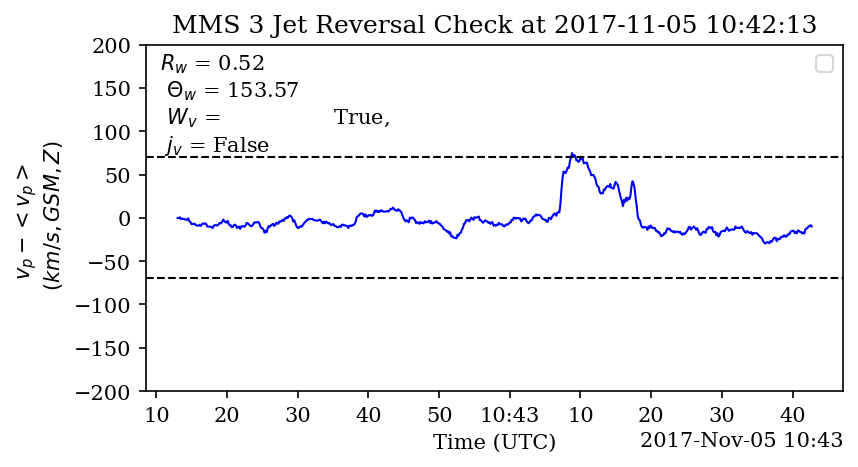 MMS 3 Jet Reversal Check at 2017-11-05 10:42:13
200
150
100
50
0
−50
−100
−150
−200
v_p − < v_p >
(km/s, GSM, Z)
R_w = 0.52
Θ_w = 153.57
W_v = True,
j_v = False
10 20 30 40 50 10:43 10 20 30 40
Time (UTC)
2017-Nov-05 10:43